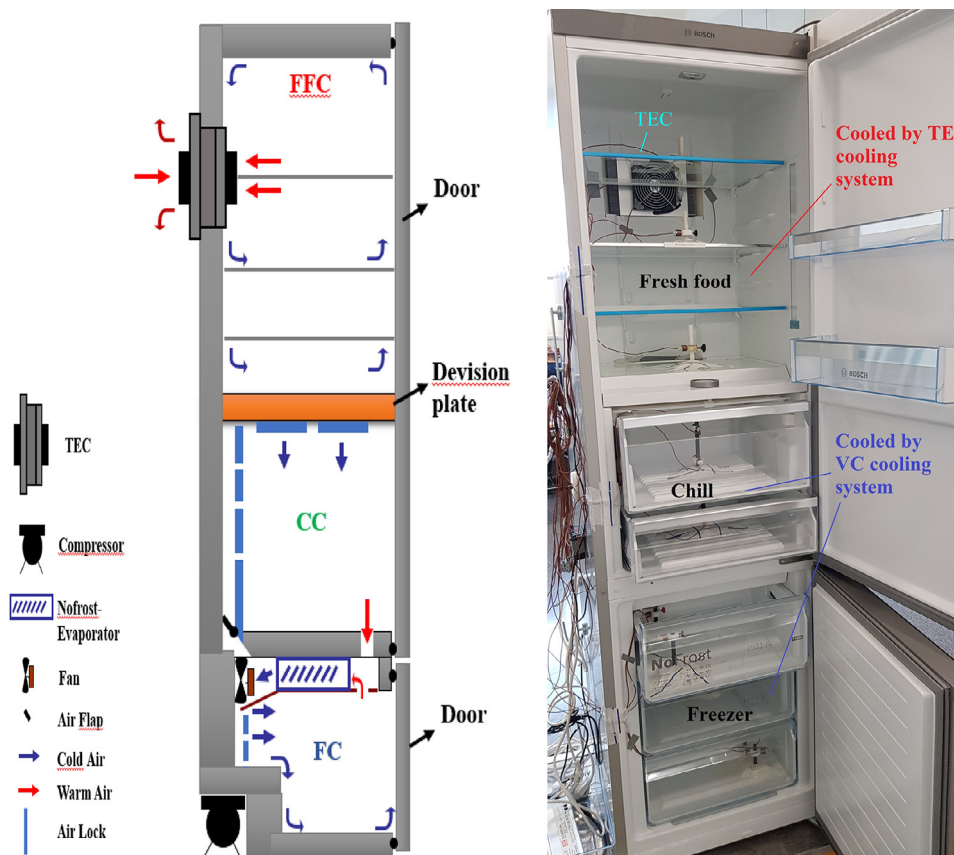 FFC
Door
Devision
plate
TEC
CC
Compressor
Nofrost-
Evaporator
Fan
Air Flap
Cold Air
Warm Air
Air Lock
FC
Door
BOSCH
TEC
Cooled by TE
cooling
system
Fresh food
BOSCH
Cooled by
VC cooling
system
Chill
NoFrost
Freezer